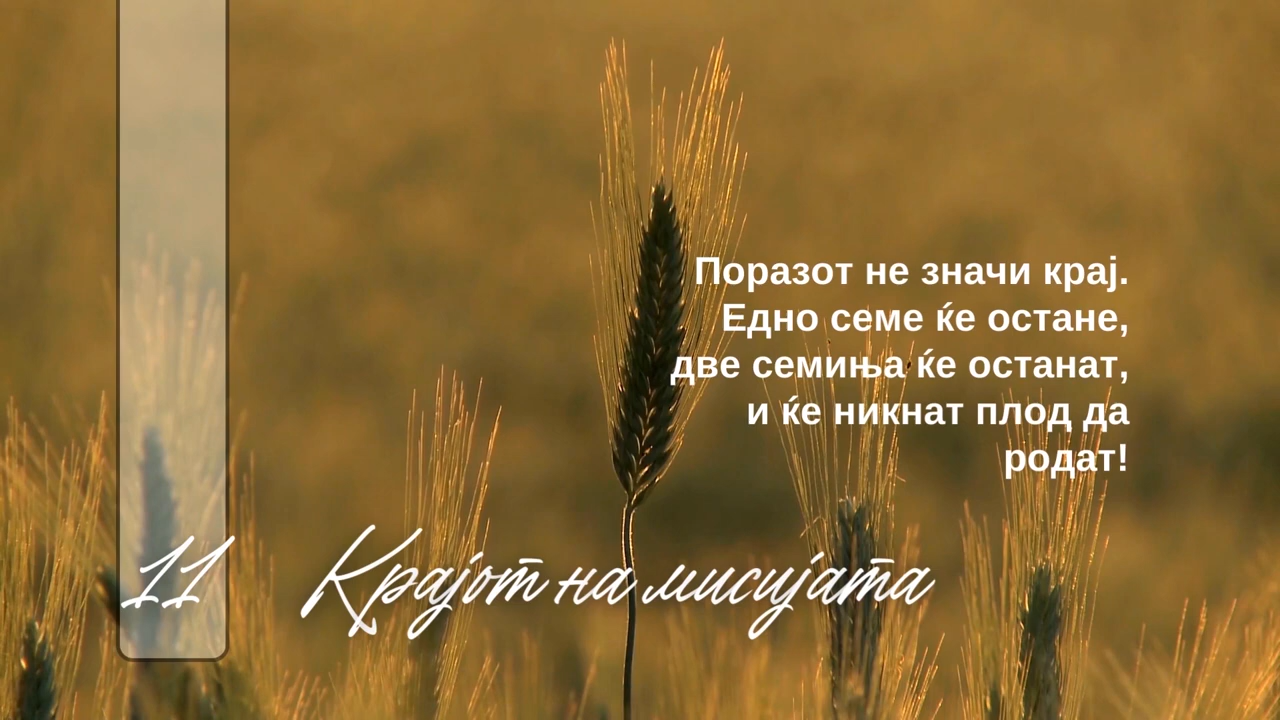 Поразот не значи крај.
Едно семе ќе остане,
две семиња ќе останат,
и ќе никнат плод да
родат!
11 Крајот на мисијата